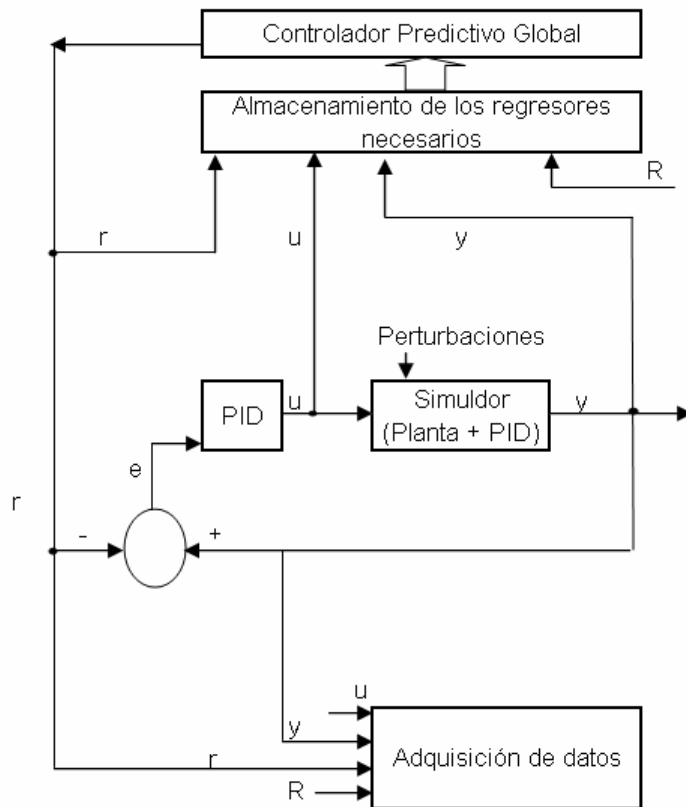 Controlador Predictivo Global
Almacenamiento de los regresores
necesarios
R
r
u
y
Perturbaciones
PID
u
Simuldor
(Planta + PID)
y
e
r
-
+
u
y
r
Adquisición de datos
R